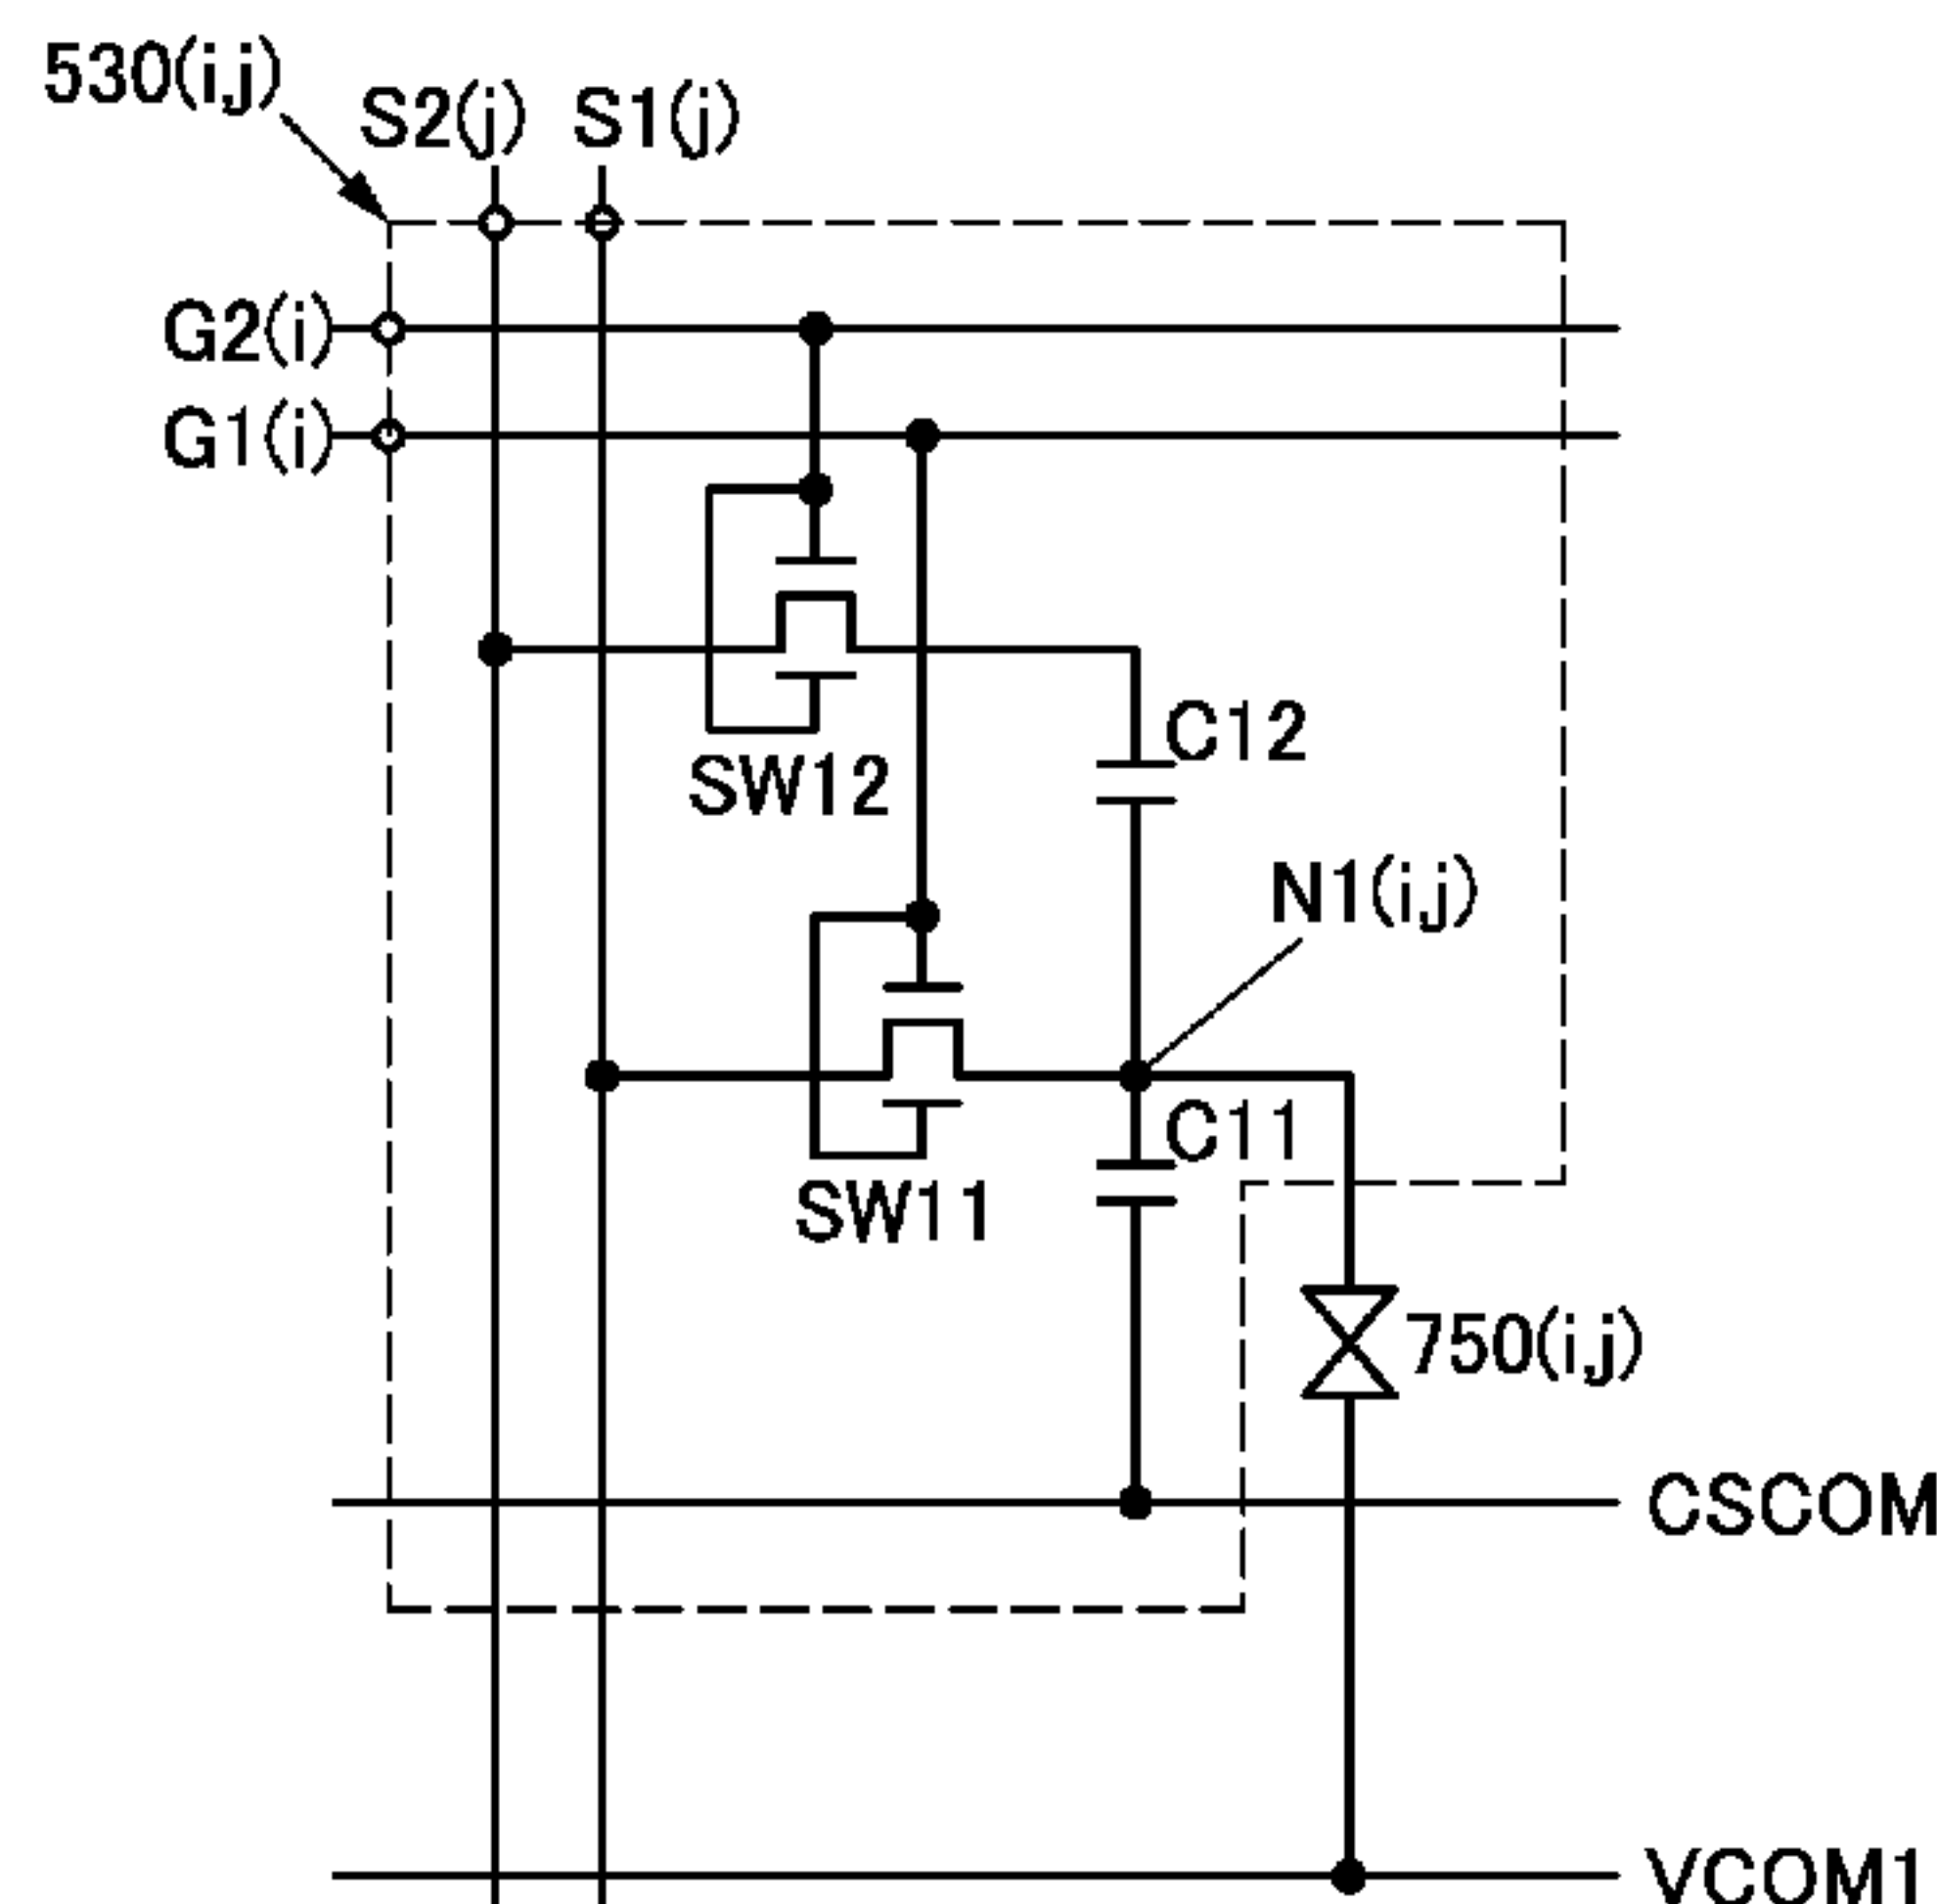 530(i,j)
S2(j)
S1(j)
G2(i)
G1(i)
C12
SW12
N1(i,j)
C11
SW11
750(i,j)
CSCOM
VCOM1